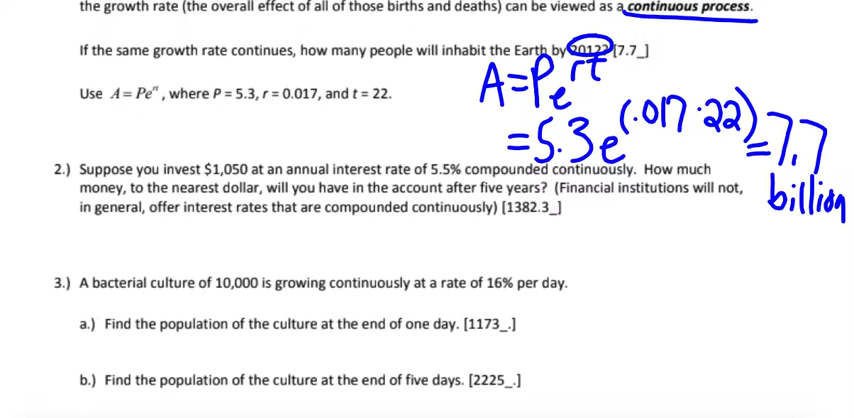 the growth rate (the overall effect of all of those births and deaths) can be viewed as a continuous process.
If the same growth rate continues, how many people will inhabit the Earth by 2012? [7.7_]
A=Pe^rt
Use A = Pe^rt, where P = 5.3, r = 0.017, and t = 22.
=5.3e^(.017·22)=7.7
billion
2.) Suppose you invest $1,050 at an annual interest rate of 5.5% compounded continuously. How much
money, to the nearest dollar, will you have in the account after five years? (Financial institutions will not,
in general, offer interest rates that are compounded continuously) [1382.3_]
3.) A bacterial culture of 10,000 is growing continuously at a rate of 16% per day.
a.) Find the population of the culture at the end of one day. [1173_.]
b.) Find the population of the culture at the end of five days. [2225_.]